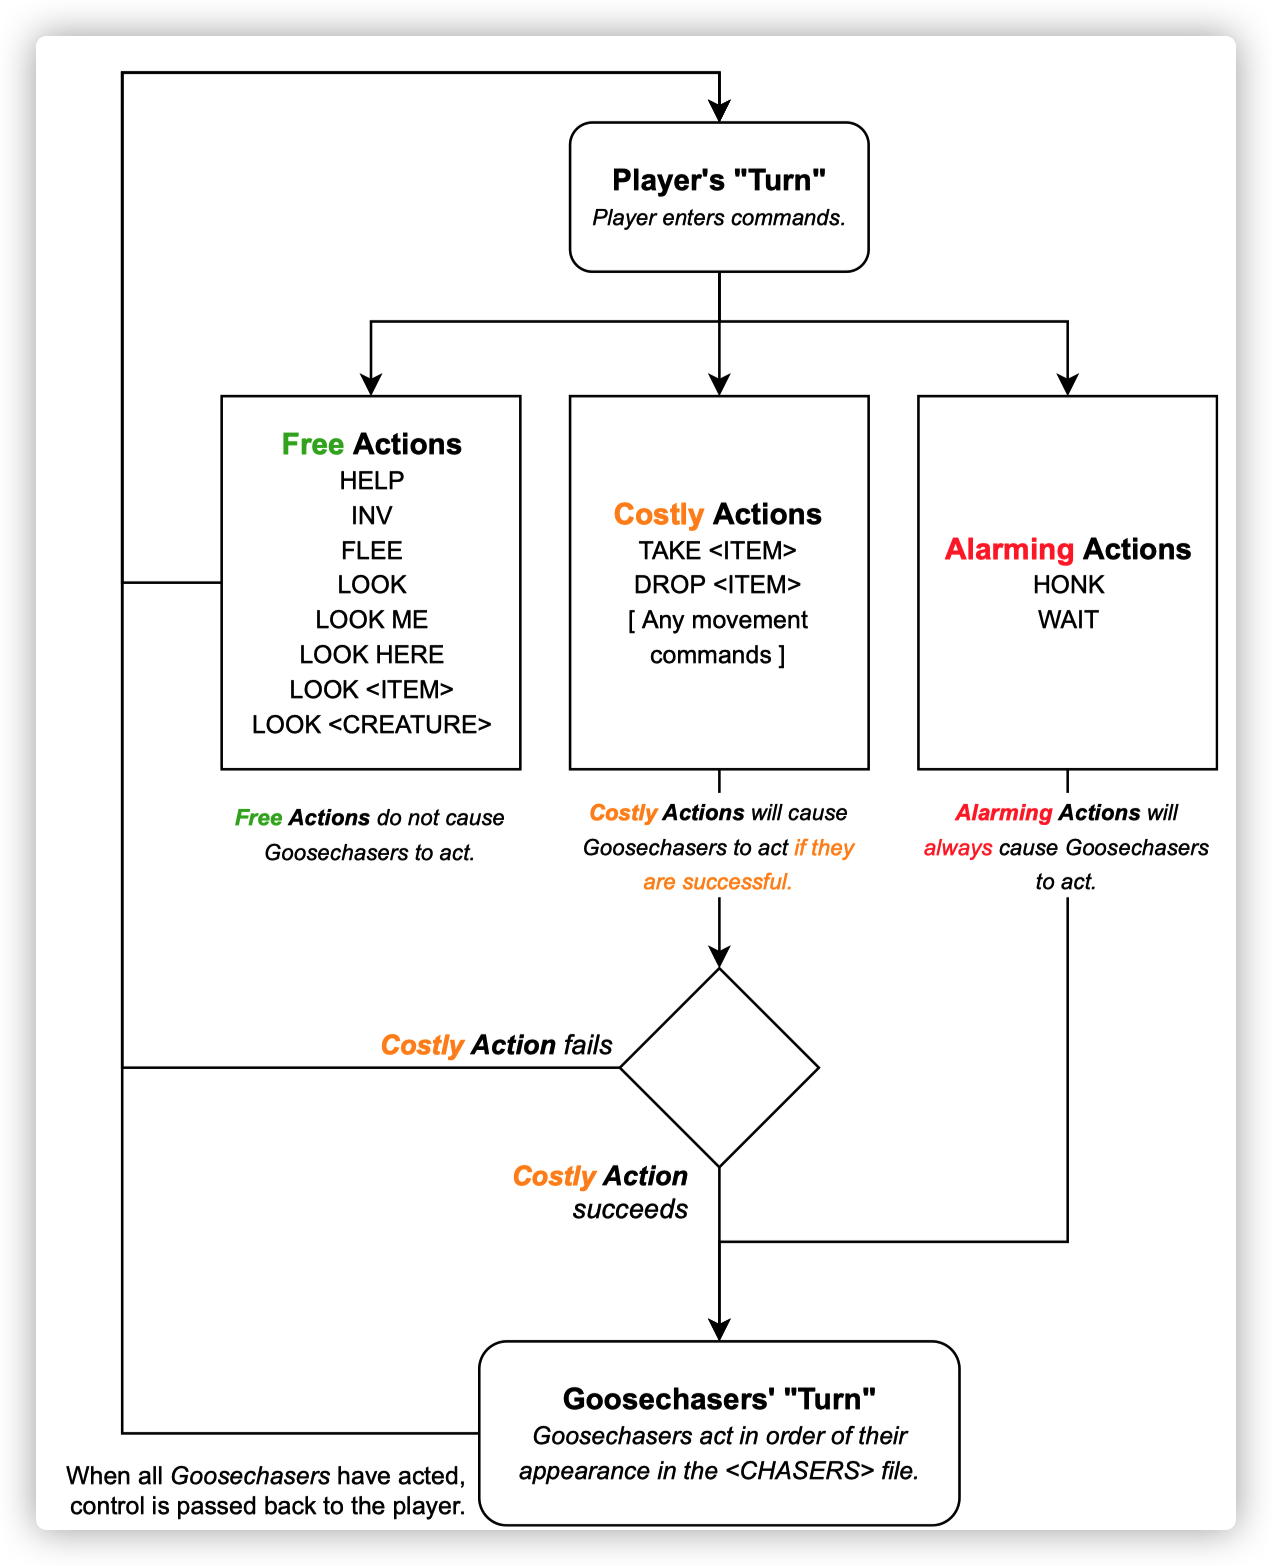 Player's "Turn"
Player enters commands.
Free Actions
HELP
INV
FLEE
LOOK
LOOK ME
LOOK HERE
LOOK <ITEM>
LOOK <CREATURE>
Costly Actions
TAKE <ITEM>
DROP <ITEM>
[ Any movement
commands ]
Alarming Actions
HONK
WAIT
Free Actions do not cause
Goosechasers to act.
Costly Actions will cause
Goosechasers to act if they
are successful.
Alarming Actions will
always cause Goosechasers
to act.
Costly Action fails
Costly Action
succeeds
Goosechasers' "Turn"
Goosechasers act in order of their
appearance in the <CHASERS> file.
When all Goosechasers have acted,
control is passed back to the player.